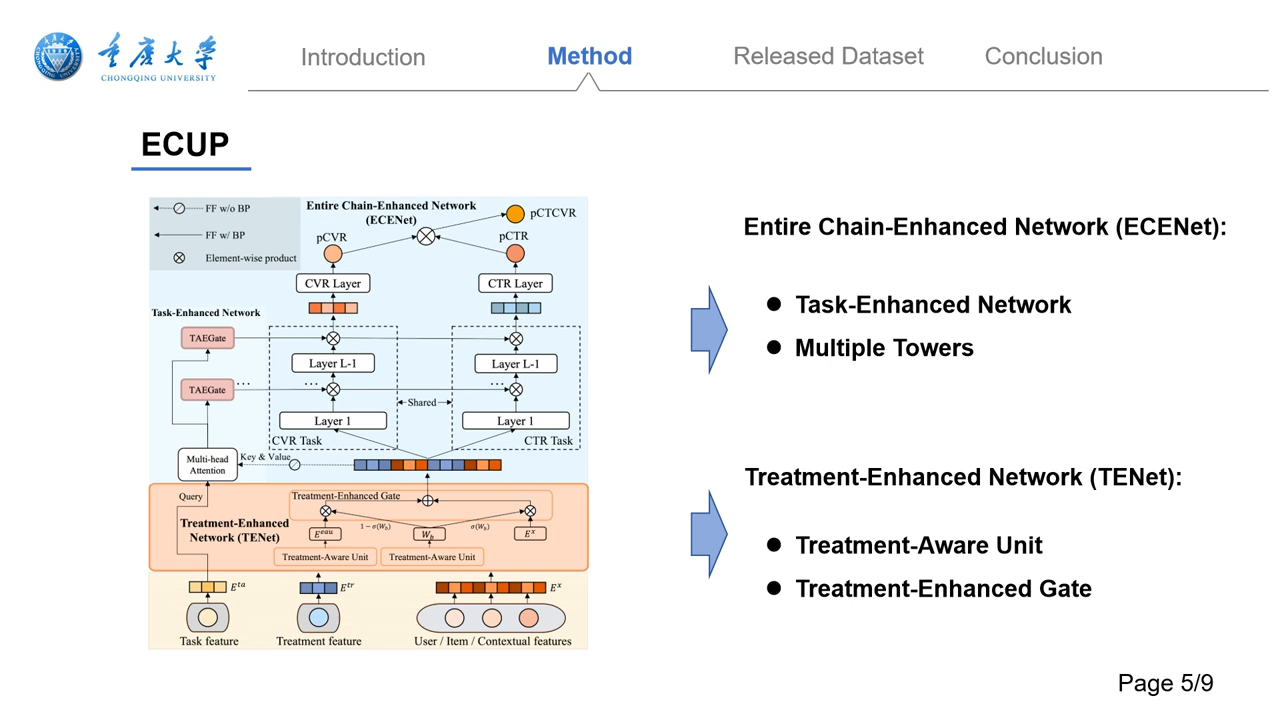 重庆大学
CHONGQING UNIVERSITY
Introduction
Method
Released Dataset
Conclusion
ECUP
FF w/o BP
FF w/ BP
Element-wise product
Entire Chain-Enhanced Network
(ECENet)
pCTCVR
pCVR
pCTR
CVR Layer
CTR Layer
Task-Enhanced Network
TAEGate
Layer L-1
Layer L-1
TAEGate
...
...
...
Shared
Layer 1
Layer 1
CVR Task
CTR Task
Multi-head
Attention
Key & Value
Query
Treatment-Enhanced Gate
Treatment-Enhanced
Network (TENet)
1 − σ(W_b)
σ(W_b)
E^{eau}
W_b
E^x
Treatment-Aware Unit
Treatment-Aware Unit
E^{ta}
E^{tr}
E^x
Task feature
Treatment feature
User / Item / Contextual features
Entire Chain-Enhanced Network (ECENet):
● Task-Enhanced Network
● Multiple Towers
Treatment-Enhanced Network (TENet):
● Treatment-Aware Unit
● Treatment-Enhanced Gate
Page 5/9